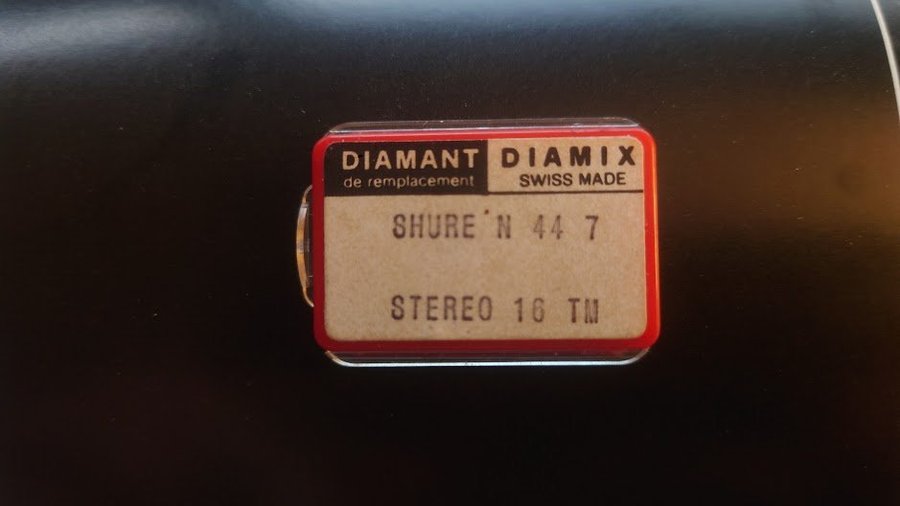 DIAMANT DIAMIX
de remplacement SWISS MADE
SHURE N 44 7
STEREO 16 TM